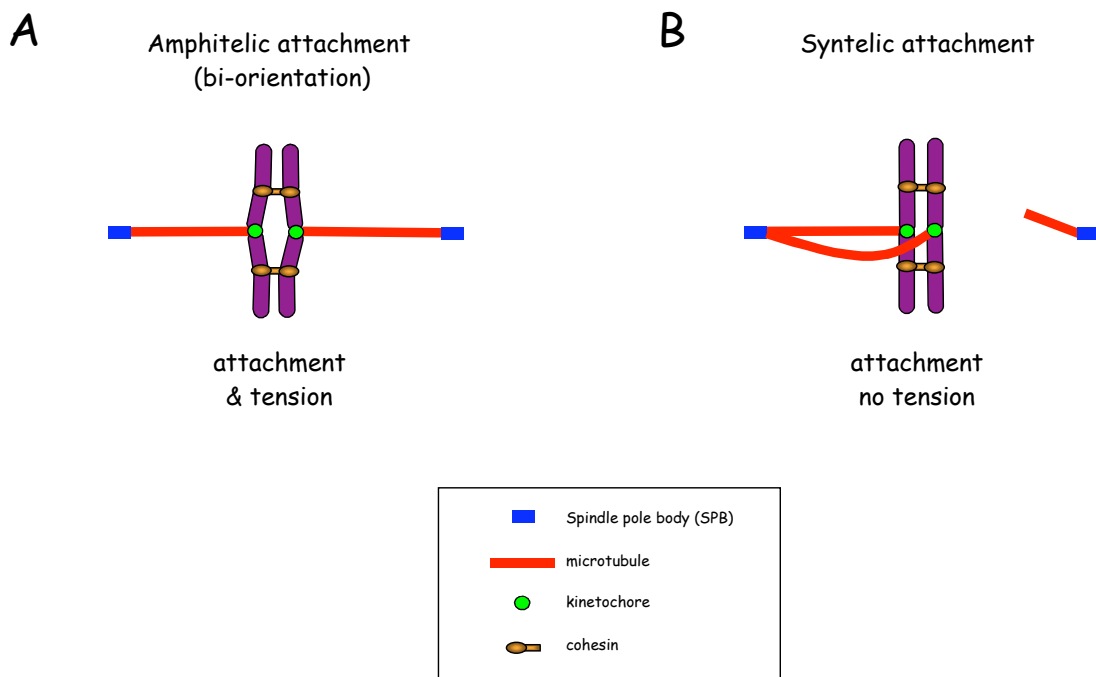 A
Amphitelic attachment
(bi-orientation)
attachment
& tension
B
Syntelic attachment
attachment
no tension
Spindle pole body (SPB)
microtubule
kinetochore
cohesin